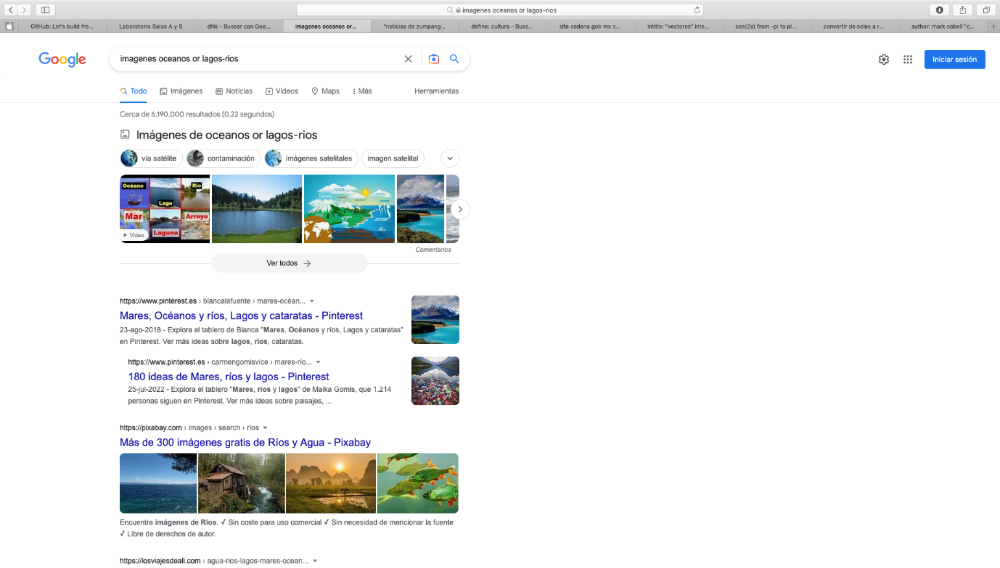 imagenes oceanos or lagos-rios
GitHub: Let's build fro...
Laboratorio Salas A y B
dNs - Buscar con Goo...
imagenes oceanos or...
"noticias de zumpang...
define: cultura - Busc...
site sedena gob mx c...
intitle: "vectores" inte...
cos(2x) from -pi to pi...
convertir de soles a r...
author: mark sobell "c...
Google
imagenes oceanos or lagos-rios
Iniciar sesión
Todo
Imágenes
Noticias
Videos
Maps
Más
Herramientas
Cerca de 6,190,000 resultados (0.22 segundos)
Imágenes de oceanos or lagos-rios
vía satélite
contaminación
imágenes satelitales
imagen satelital
Océano
Lago
Río
Mar
Laguna
Arroyo
Video
Comentarios
Ver todos
https://www.pinterest.es › blancalafuente › mares-océan...
Mares, Océanos y ríos, Lagos y cataratas - Pinterest
23-ago-2018 - Explora el tablero de Blanca "Mares, Océanos y ríos, Lagos y cataratas"
en Pinterest. Ver más ideas sobre lagos, ríos, cataratas.
https://www.pinterest.es › carmengomisvice › mares-río...
180 ideas de Mares, ríos y lagos - Pinterest
25-jul-2022 - Explora el tablero "Mares, ríos y lagos" de Maika Gomis, que 1.214
personas siguen en Pinterest. Ver más ideas sobre paisajes, ...
https://pixabay.com › images › search › ríos
Más de 300 imágenes gratis de Ríos y Agua - Pixabay
Encuentra imágenes de Ríos. ✓ Sin coste para uso comercial ✓ Sin necesidad de mencionar la fuente
✓ Libre de derechos de autor.
https://losviajesdeali.com › agua-rios-lagos-mares-ocean...